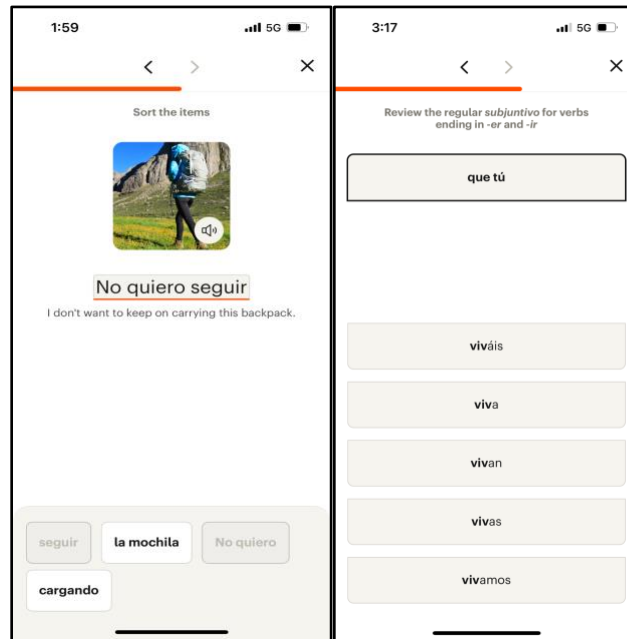 1:59
5G
Sort the items
No quiero seguir
I don't want to keep on carrying this backpack.
seguir
la mochila
No quiero
cargando
3:17
5G
Review the regular subjuntivo for verbs
ending in -er and -ir
que tú
viváis
viva
vivan
vivas
vivamos